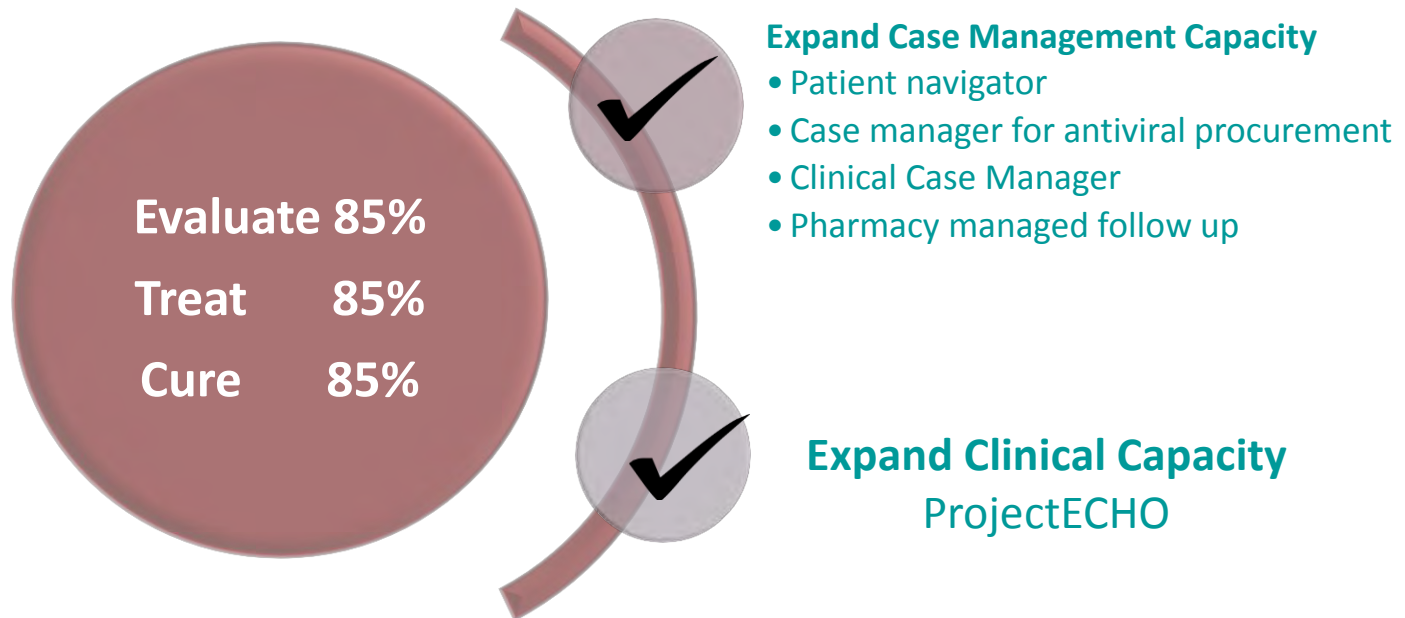 Evaluate 85%
Treat 85%
Cure 85%
Expand Case Management Capacity
• Patient navigator
• Case manager for antiviral procurement
• Clinical Case Manager
• Pharmacy managed follow up
Expand Clinical Capacity
ProjectECHO